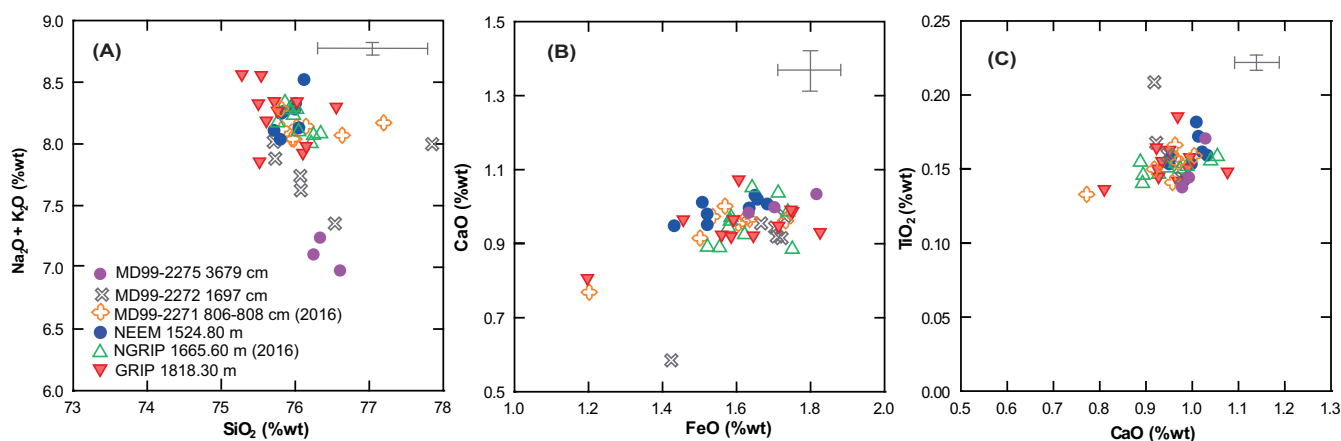 (A)
9.0
8.5
8.0
7.5
7.0
6.5
6.0
Na₂O + K₂O (%wt)
MD99-2275 3679 cm
MD99-2272 1697 cm
MD99-2271 806-808 cm (2016)
NEEM 1524.80 m
NGRIP 1665.60 m (2016)
GRIP 1818.30 m
73 74 75 76 77 78
SiO₂ (%wt)
(B)
1.5
1.3
1.1
0.9
0.7
0.5
CaO (%wt)
1.0 1.2 1.4 1.6 1.8 2.0
FeO (%wt)
(C)
0.25
0.20
0.15
0.15
0.05
0.00
TiO₂ (%wt)
0.5 0.6 0.7 0.8 0.9 1.0 1.1 1.2 1.3
CaO (%wt)